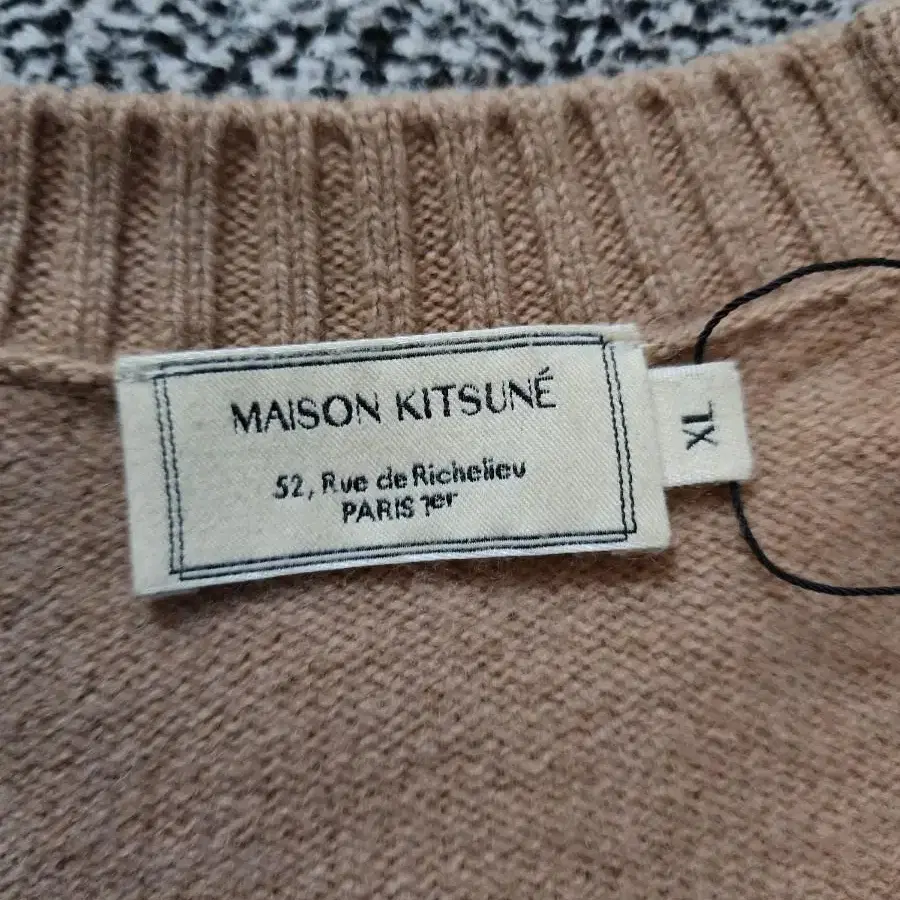 MAISON KITSUNÉ
52, Rue de Richelieu
PARIS 1er
XL